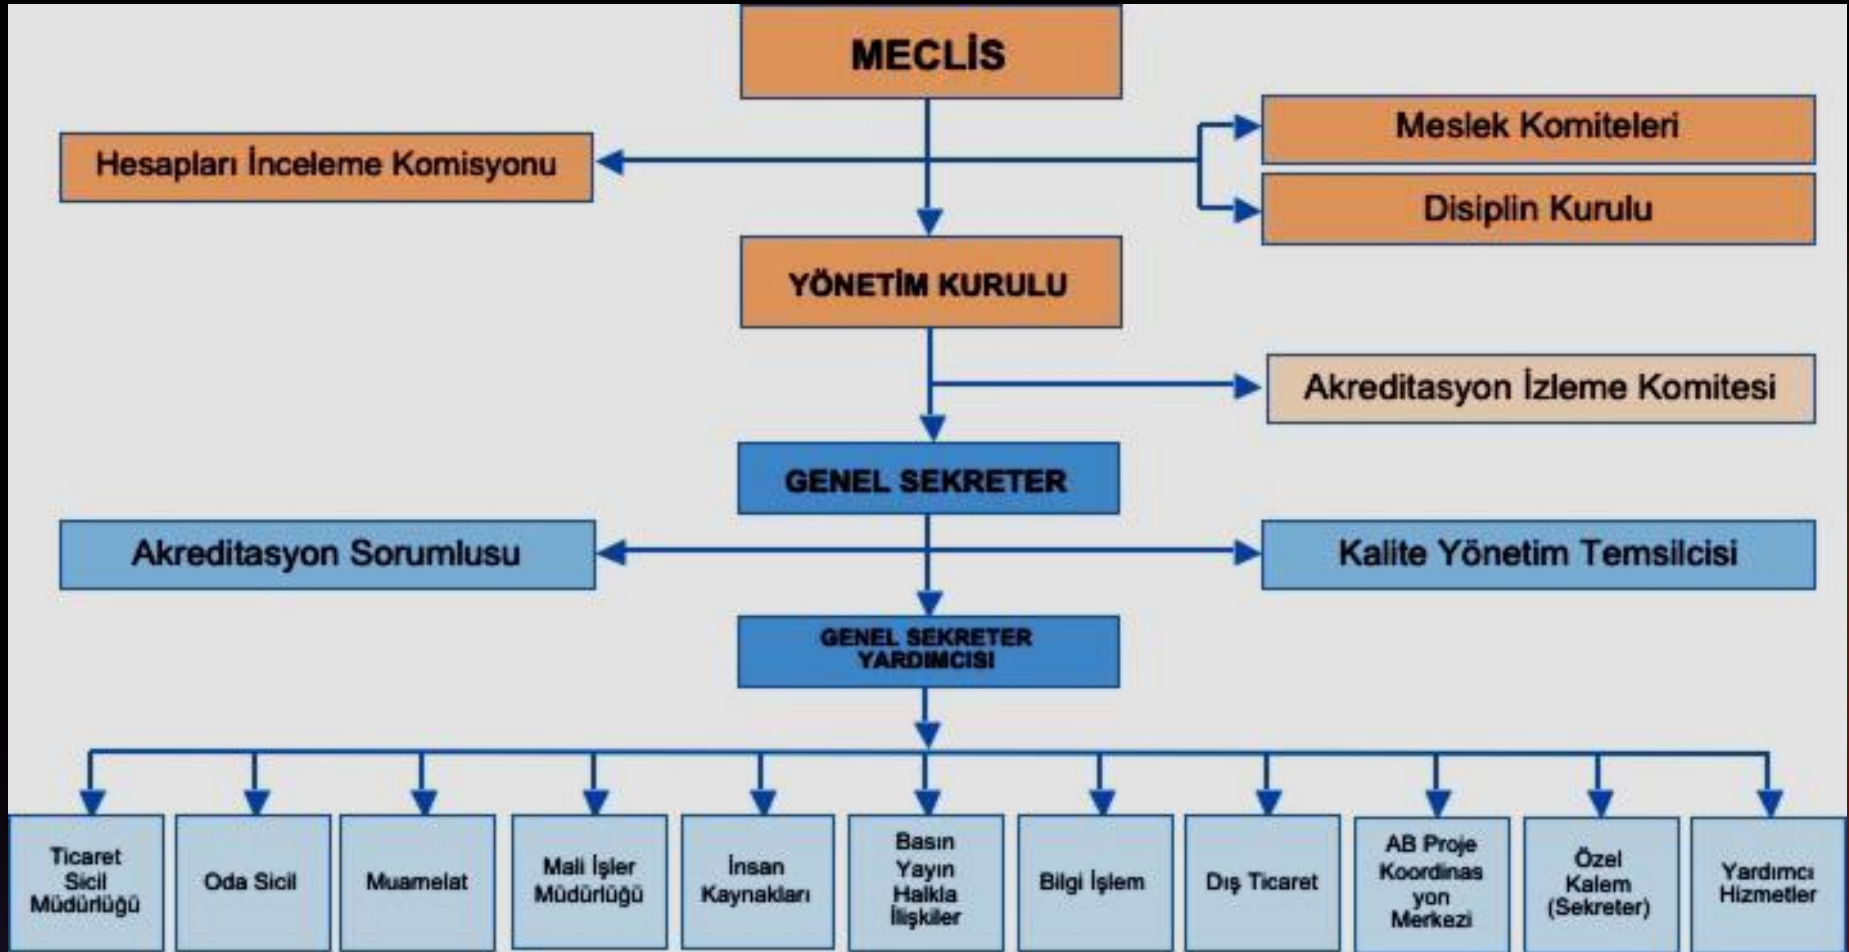 MECLİS
Hesapları İnceleme Komisyonu
Meslek Komiteleri
Disiplin Kurulu
YÖNETİM KURULU
Akreditasyon İzleme Komitesi
GENEL SEKRETER
Akreditasyon Sorumlusu
Kalite Yönetim Temsilcisi
GENEL SEKRETER
YARDIMCISI
Ticaret
Sicil
Müdürlüğü
Oda Sicil
Muamelat
Mali İşler
Müdürlüğü
İnsan
Kaynakları
Basın
Yayın
Halkla
İlişkiler
Bilgi İşlem
Dış Ticaret
AB Proje
Koordinas
yon
Merkezi
Özel
Kalem
(Sekreter)
Yardımcı
Hizmetler